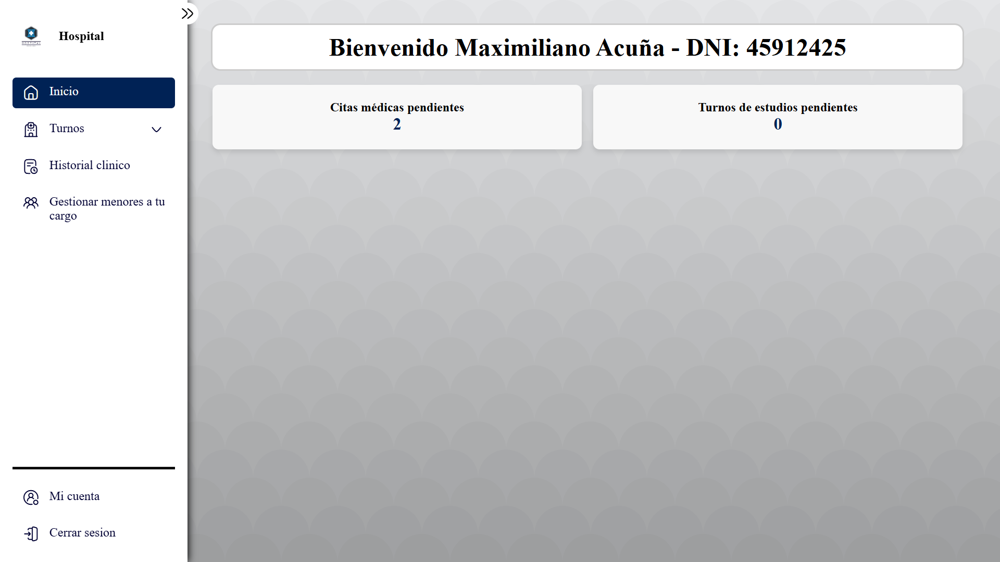 HOSPITAL
Hospital
Inicio
Turnos
Historial clinico
Gestionar menores a tu
cargo
Mi cuenta
Cerrar sesion
Bienvenido Maximiliano Acuña - DNI: 45912425
Citas médicas pendientes
2
Turnos de estudios pendientes
0